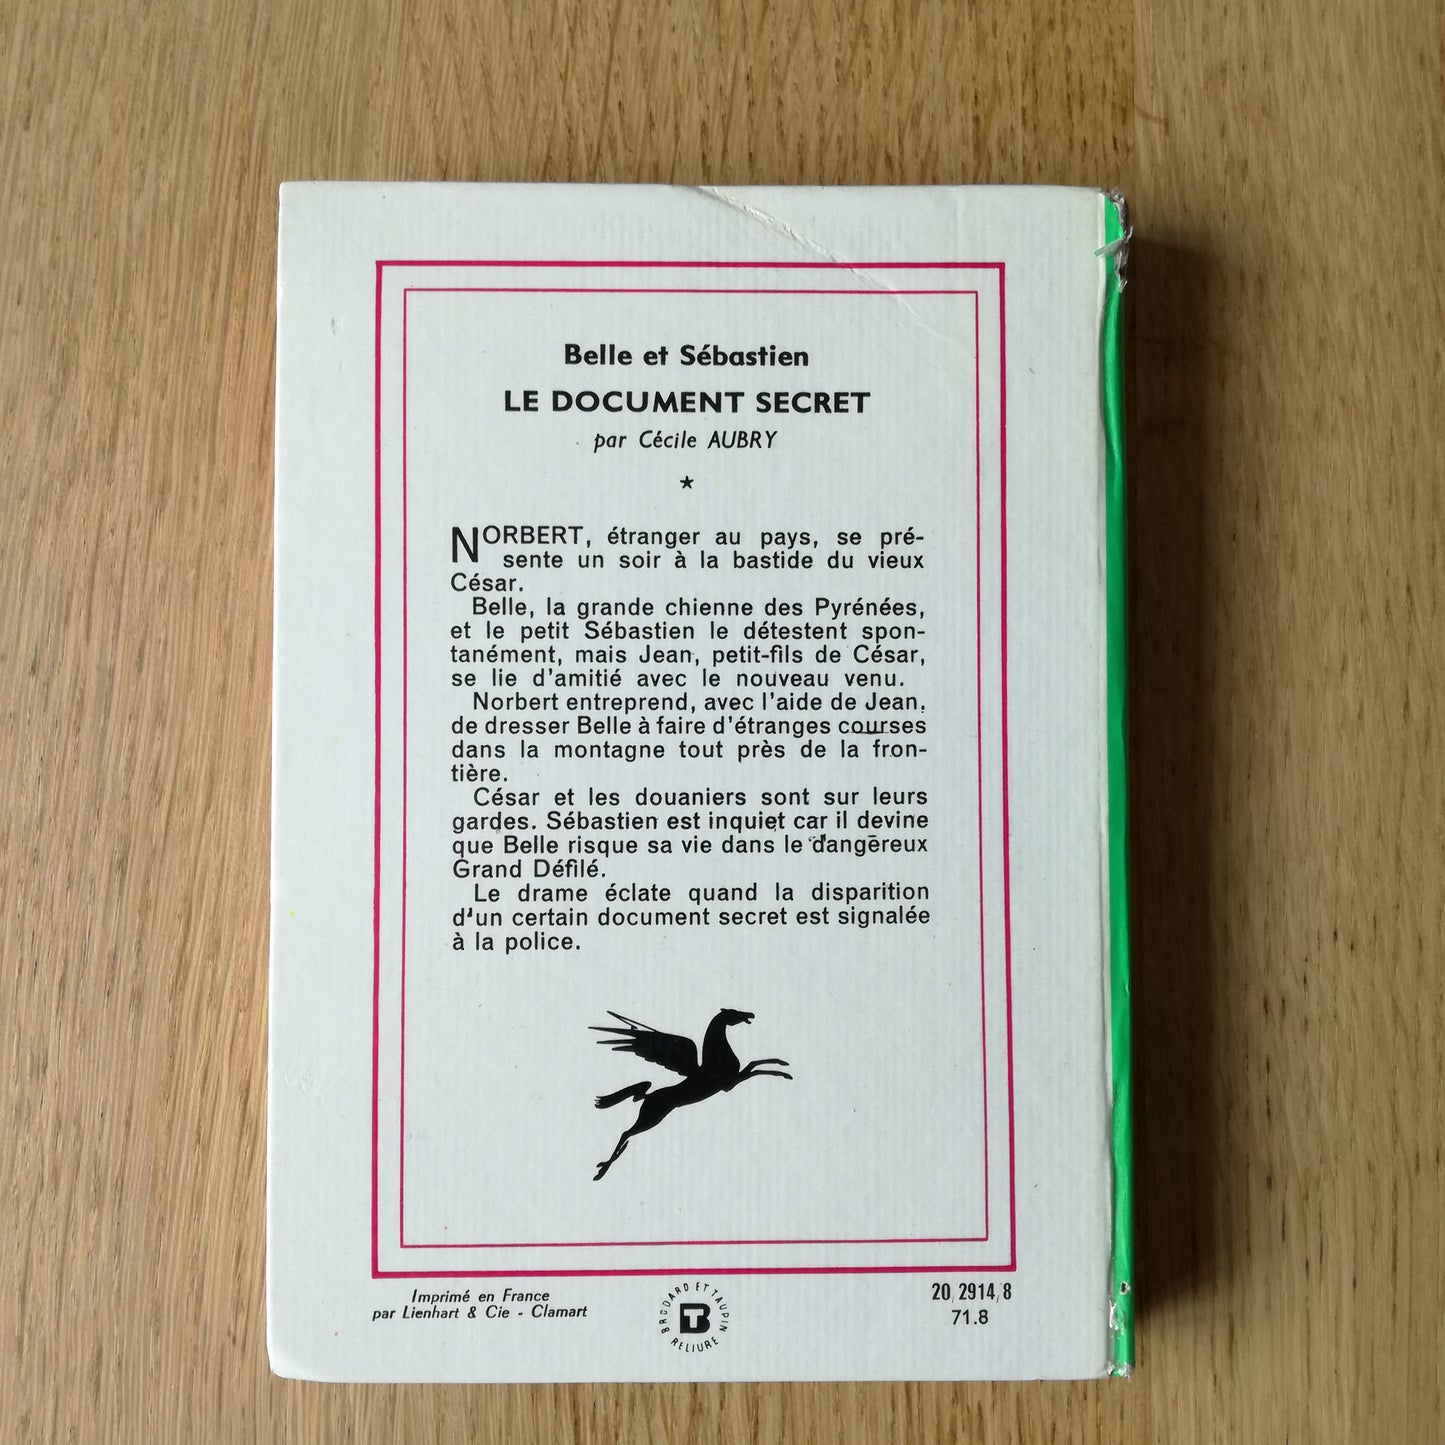 Belle et Sébastien
LE DOCUMENT SECRET
par Cécile AUBRY
★
NORBERT, étranger au pays, se pré-
sente un soir à la bastide du vieux
César.
Belle, la grande chienne des Pyrénées,
et le petit Sébastien le détestent spon-
tanément, mais Jean, petit-fils de César,
se lie d'amitié avec le nouveau venu.
Norbert entreprend, avec l'aide de Jean,
de dresser Belle à faire d'étranges courses
dans la montagne tout près de la fron-
tière.
César et les douaniers sont sur leurs
gardes. Sébastien est inquiet car il devine
que Belle risque sa vie dans le dangereux
Grand Défilé.
Le drame éclate quand la disparition
d'un certain document secret est signalée
à la police.
Imprimé en France
par Lienhart & Cie - Clamart
BRODARD ET TAUPIN
BT
RELIURE
20.2914.8
71.8